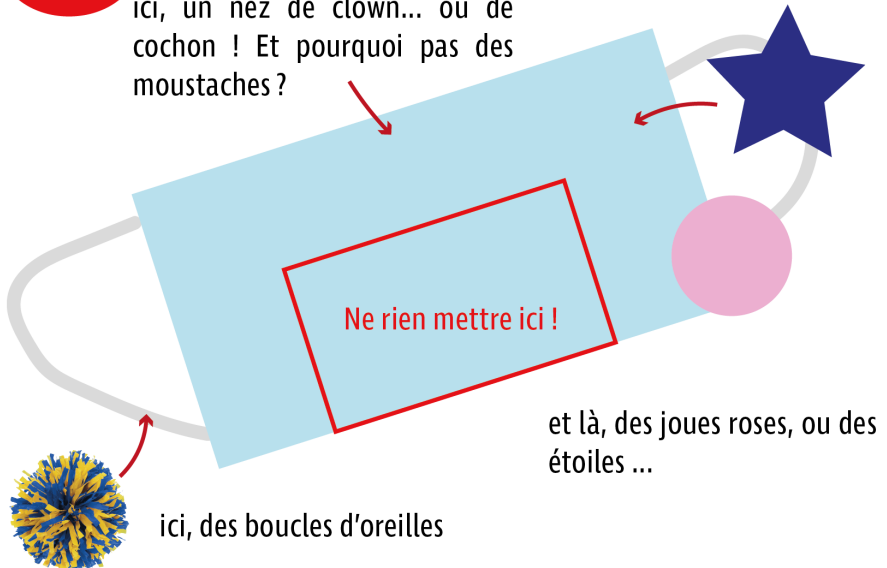 ici, un nez de clown... ou de
cochon ! Et pourquoi pas des
moustaches ?
Ne rien mettre ici !
et là, des joues roses, ou des
étoiles ...
ici, des boucles d'oreilles